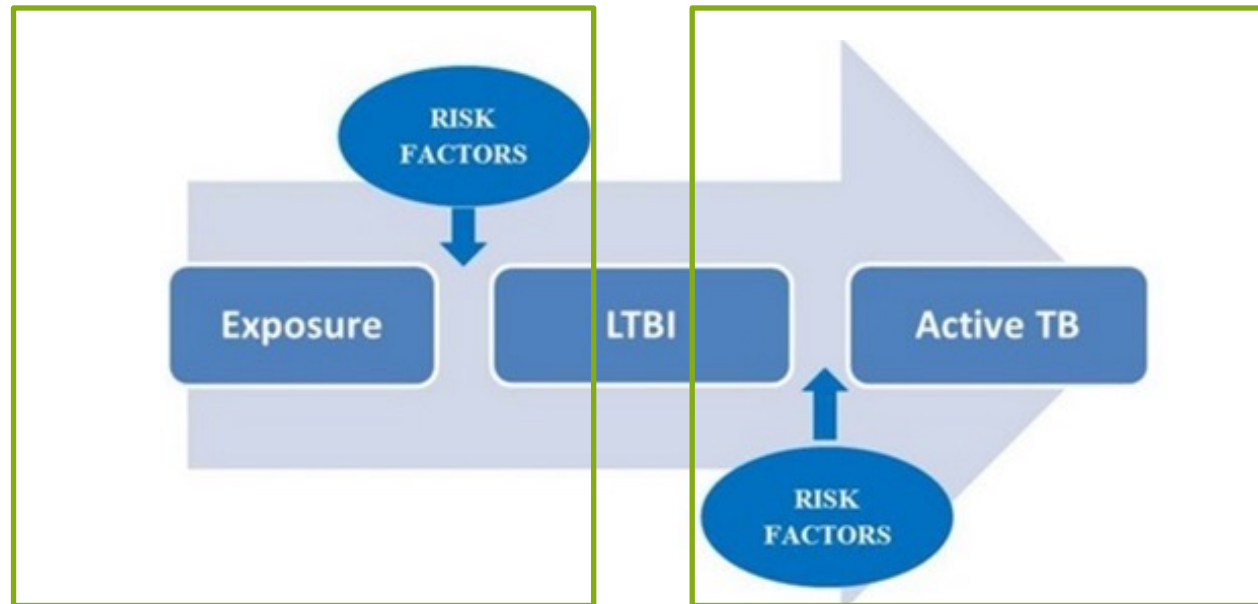 RISK
FACTORS
Exposure
LTBI
Active TB
RISK
FACTORS